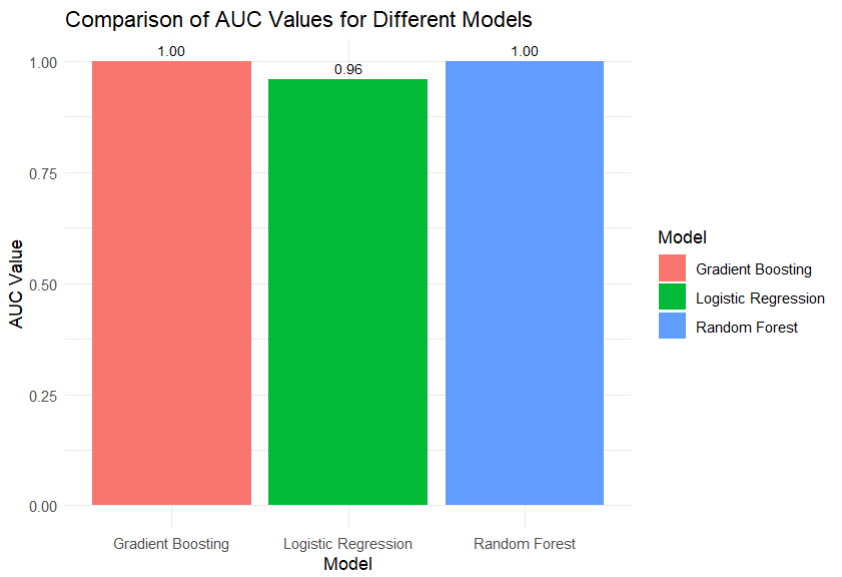 Comparison of AUC Values for Different Models
1.00
0.96
1.00
1.00
0.75
0.50
0.25
0.00
AUC Value
Gradient Boosting
Logistic Regression
Random Forest
Model
Model
Gradient Boosting
Logistic Regression
Random Forest